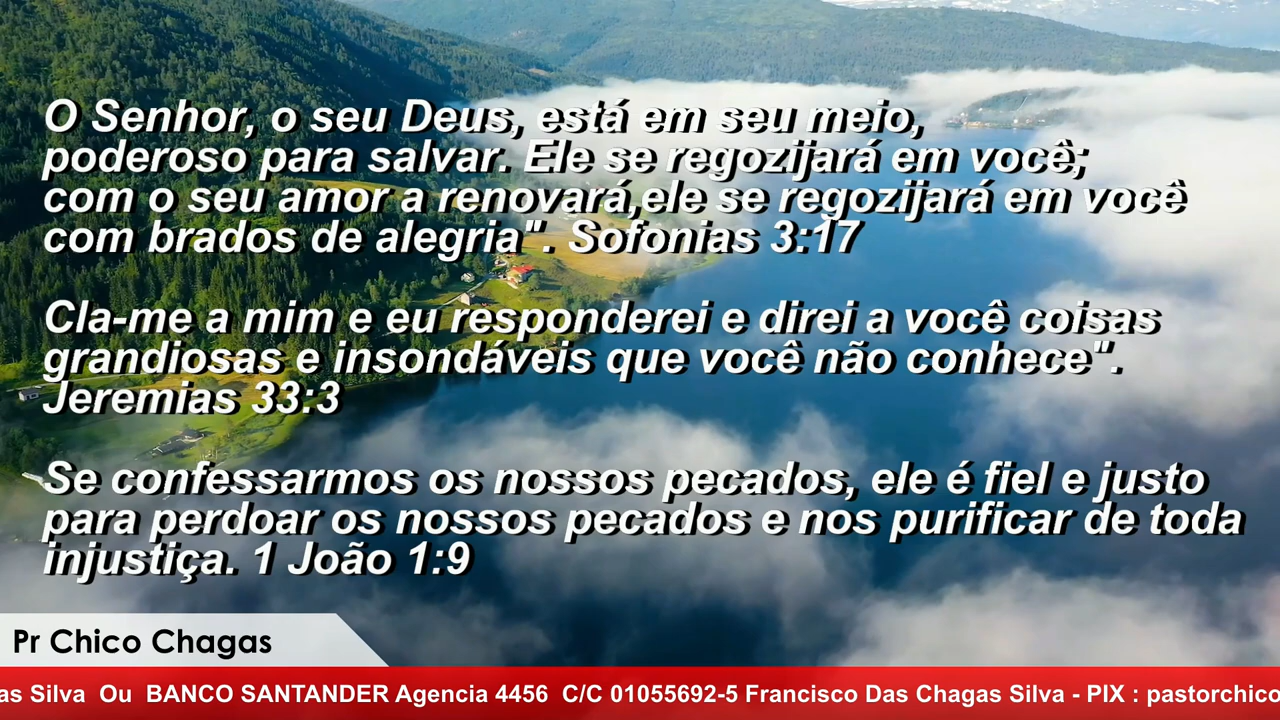 O Senhor, o seu Deus, está em seu meio,
poderoso para salvar. Ele se regozijará em você;
com o seu amor a renovará,ele se regozijará em você
com brados de alegria". Sofonias 3:17
Cla-me a mim e eu responderei e direi a você coisas
grandiosas e insondáveis que você não conhece".
Jeremias 33:3
Se confessarmos os nossos pecados, ele é fiel e justo
para perdoar os nossos pecados e nos purificar de toda
injustiça. 1 João 1:9
Pr Chico Chagas
as Silva Ou BANCO SANTANDER Agencia 4456 C/C 01055692-5 Francisco Das Chagas Silva - PIX : pastorchico